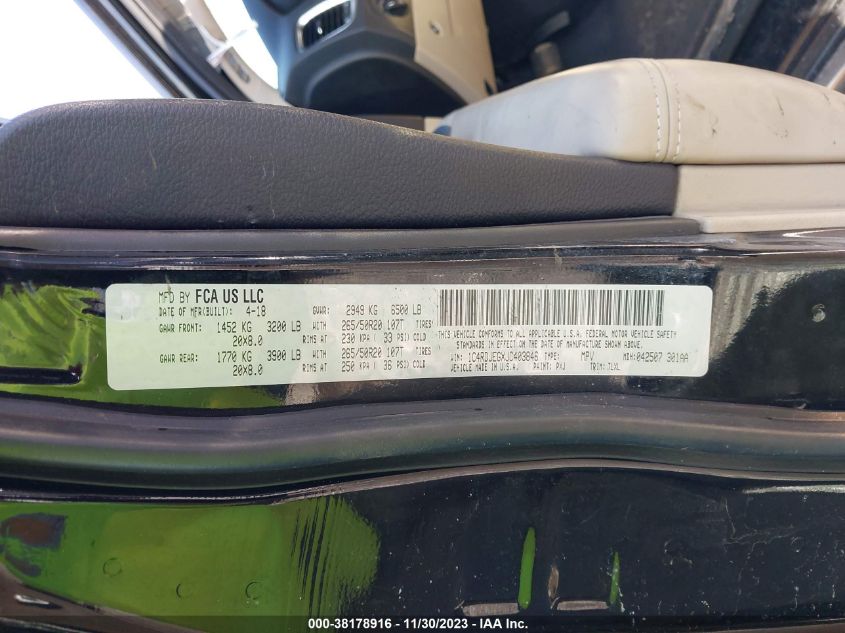 MFD BY FCA US LLC
DATE OF MFR(BUILT): 4-18 GVWR: 2949 KG 6500 LB
GAWR FRONT: 1452 KG 3200 LB WITH 265/50R20 107T TIRES
20X8.0 RIMS AT 230 KPA/ 33 PSI COLD
GAWR REAR: 1770 KG 3900 LB WITH 265/50R20 107T TIRES
20X8.0 RIMS AT 250 KPA/ 36 PSI COLD
THIS VEHICLE CONFORMS TO ALL APPLICABLE U.S.A. FEDERAL MOTOR VEHICLE SAFETY
STANDARDS IN EFFECT ON THE DATE OF MANUFACTURE SHOWN ABOVE.
VIN: 1C4RDJEGXJC403846 TYPE: MPV MDH: 042507 301AA
VEHICLE MADE IN U.S.A. PAINT: PXJ TRIM: TLXL
000-38178916 - 11/30/2023 - IAA Inc.